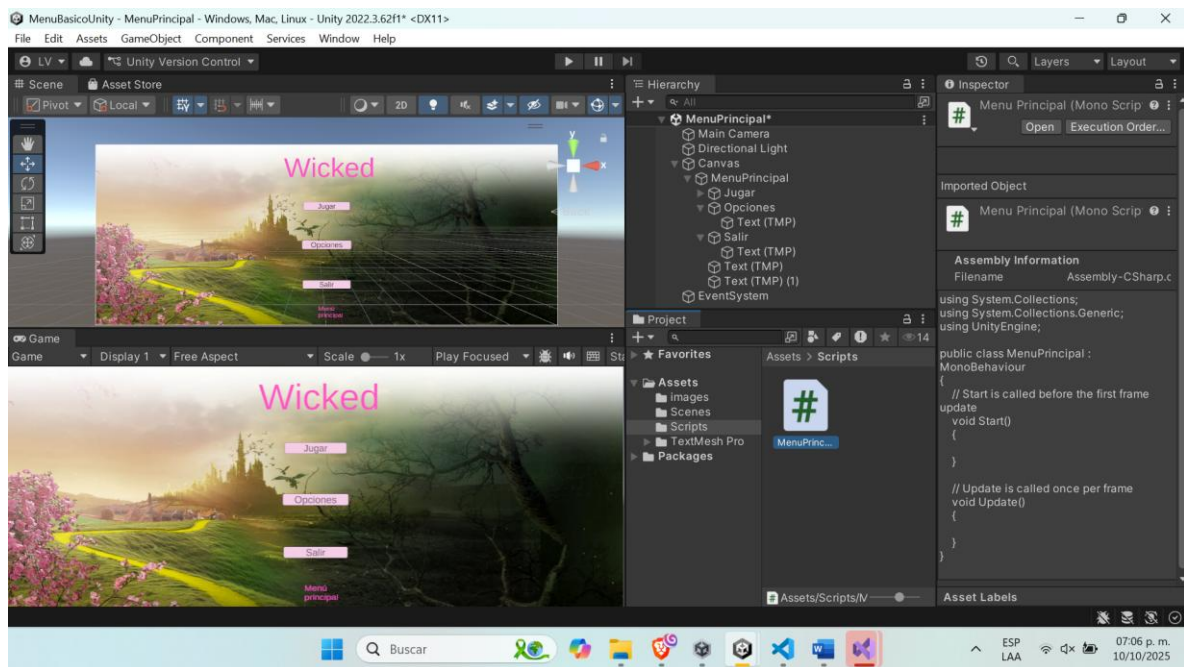 MenuBasicoUnity - MenuPrincipal - Windows, Mac, Linux - Unity 2022.3.62f1* <DX11>
File Edit Assets GameObject Component Services Window Help
LV Unity Version Control Layers Layout
Scene Asset Store
Pivot Local 2D
Wicked
Jugar
Opciones
Salir
Menú
principal
Y
x
Game
Game Display 1 Free Aspect Scale 1x Play Focused
Wicked
Jugar
Opciones
Salir
Menú
principal
Hierarchy
All
MenuPrincipal*
Main Camera
Directional Light
Canvas
MenuPrincipal
Jugar
Opciones
Text (TMP)
Salir
Text (TMP)
Text (TMP)
Text (TMP) (1)
EventSystem
Project
14
Favorites
Assets
images
Scenes
Scripts
TextMesh Pro
Packages
Assets > Scripts
#
MenuPrinc...
Assets/Scripts/M
Inspector
# Menu Principal (Mono Scrip
Open Execution Order...
Imported Object
# Menu Principal (Mono Scrip
Assembly Information
Filename Assembly-CSharp.c
using System.Collections;
using System.Collections.Generic;
using UnityEngine;
public class MenuPrincipal :
MonoBehaviour
{
// Start is called before the first frame
update
void Start()
{
}
// Update is called once per frame
void Update()
{
}
}
Asset Labels
Buscar
ESP
LAA
07:06 p. m.
10/10/2025